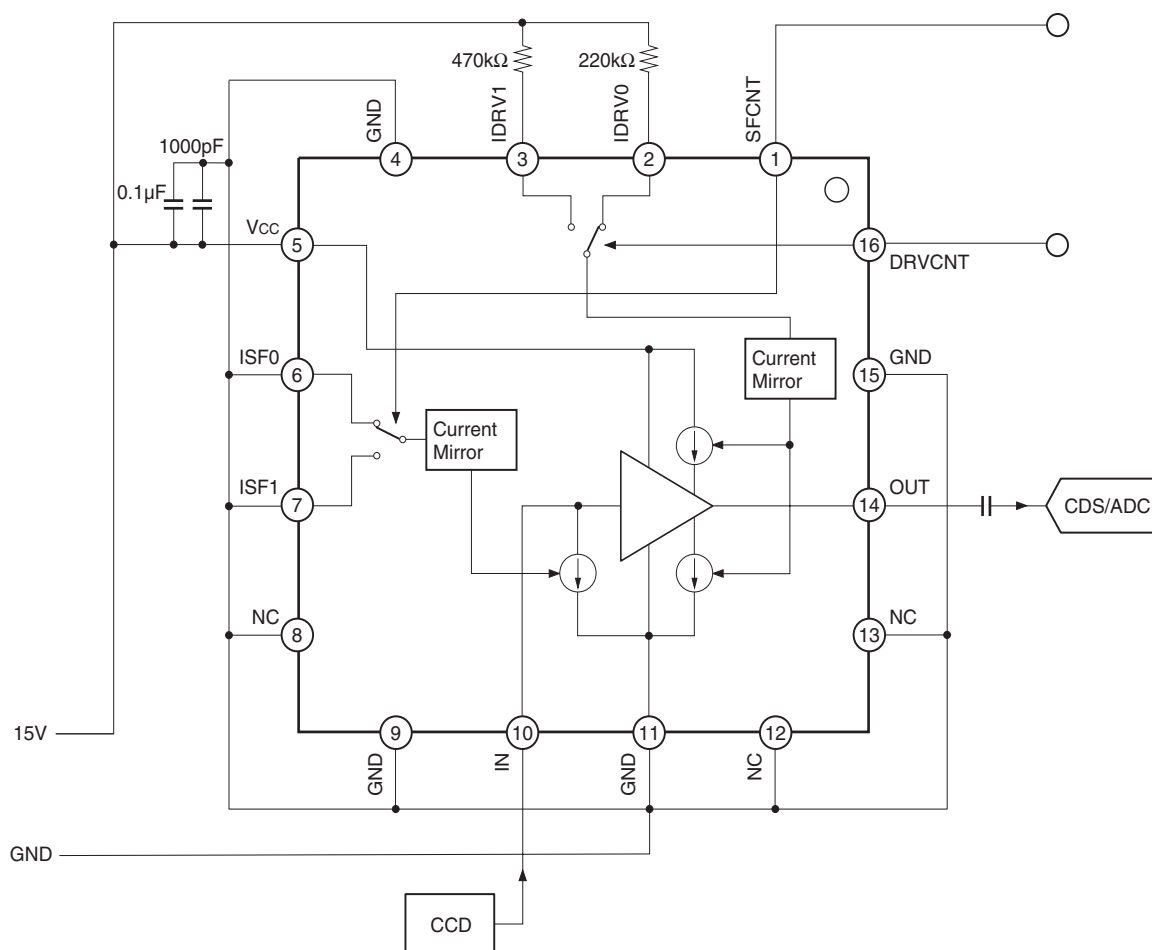 470kΩ
220kΩ
GND
IDRV1
IDRV0
SFCNT
1000pF
0.1µF
4
3
2
1
VCC
5
16
DRVCNT
ISF0
6
Current
Mirror
GND
15
Current
Mirror
ISF1
7
OUT
14
CDS/ADC
NC
8
NC
13
15V
9
10
11
12
GND
IN
GND
NC
GND
CCD